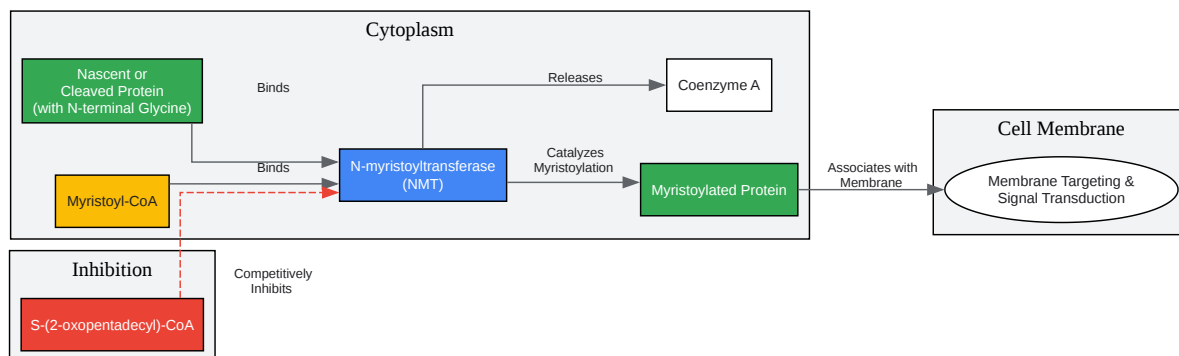 Cytoplasm
Nascent or
Cleaved Protein
(with N-terminal Glycine)
Binds
Releases
Coenzyme A
Binds
N-myristoyltransferase
(NMT)
Catalyzes
Myristoylation
Myristoyl-CoA
Myristoylated Protein
Associates with
Membrane
Cell Membrane
Membrane Targeting &
Signal Transduction
Inhibition
Competitively
Inhibits
S-(2-oxopentadecyl)-CoA